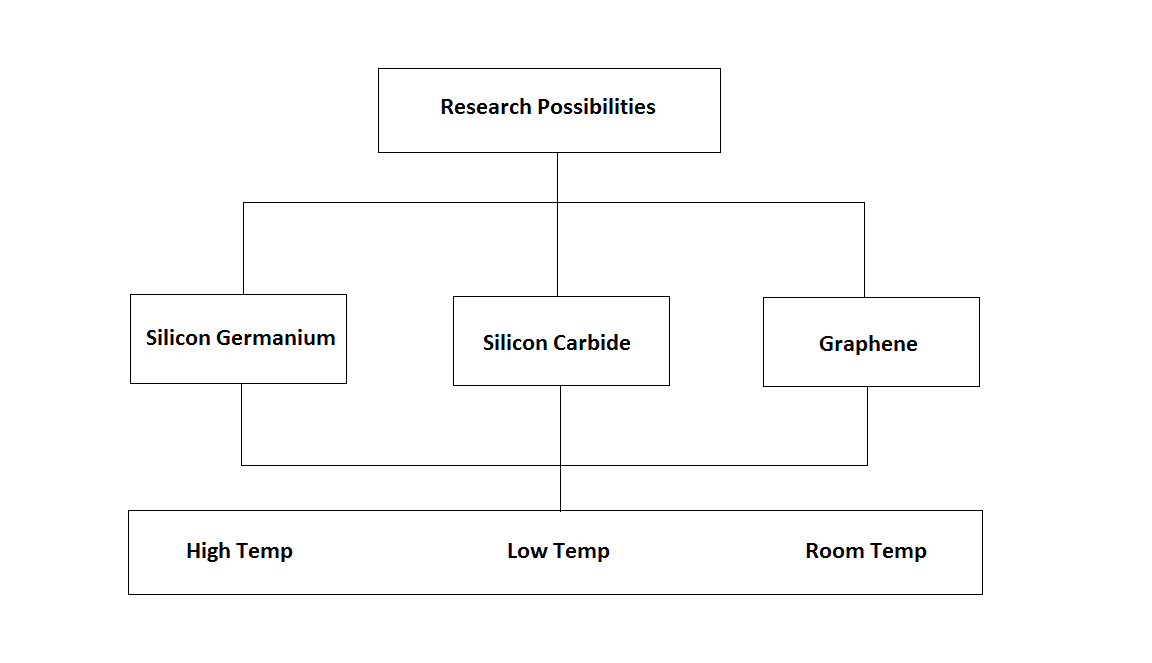 Research Possibilities
Silicon Germanium
Silicon Carbide
Graphene
High Temp
Low Temp
Room Temp